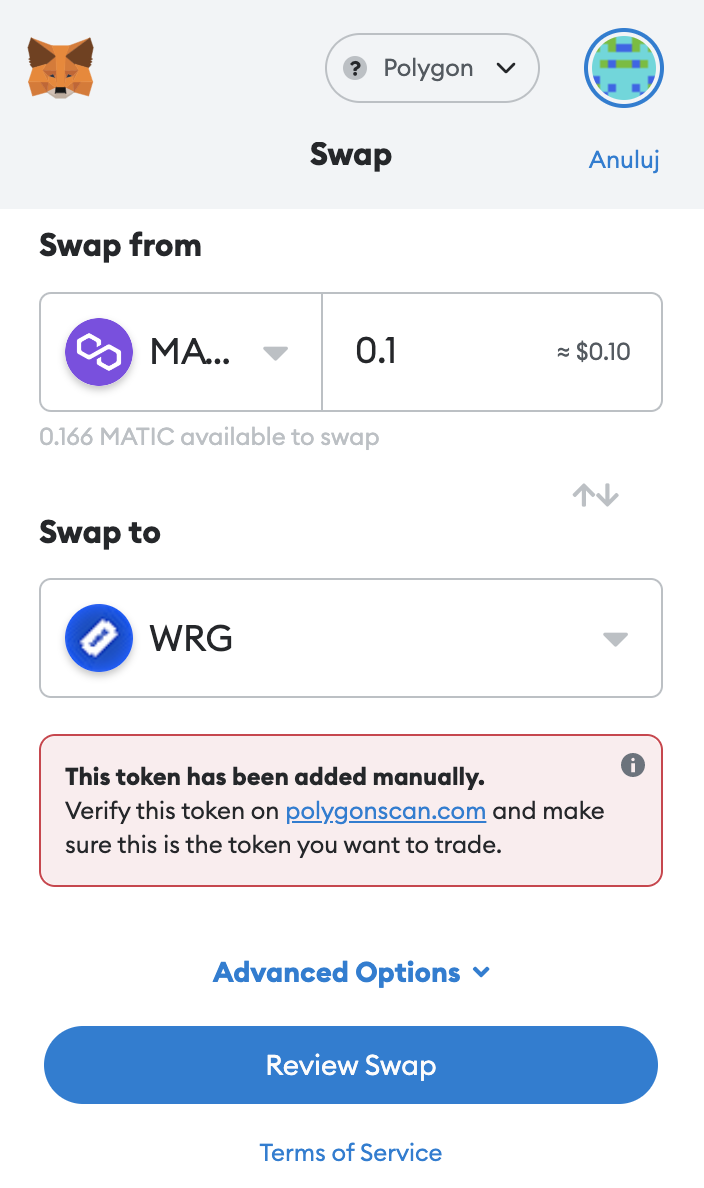 Polygon
Swap
Anuluj
Swap from
MA...
0.1
≈ $0.10
0.166 MATIC available to swap
Swap to
WRG
This token has been added manually.
Verify this token on polygonscan.com and make
sure this is the token you want to trade.
Advanced Options
Review Swap
Terms of Service